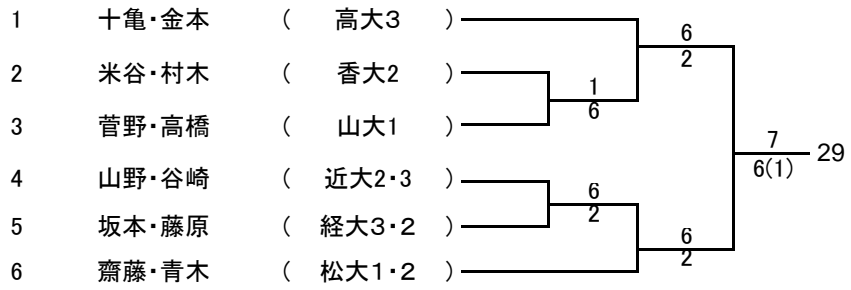 1 十亀・金本 ( 高大3 )
6
2
2 米谷・村木 ( 香大2 )
1
6
3 菅野・高橋 ( 山大1 )
7
6(1)
29
4 山野・谷崎 ( 近大2・3 )
6
2
5 坂本・藤原 ( 経大3・2 )
6
2
6 齋藤・青木 ( 松大1・2 )